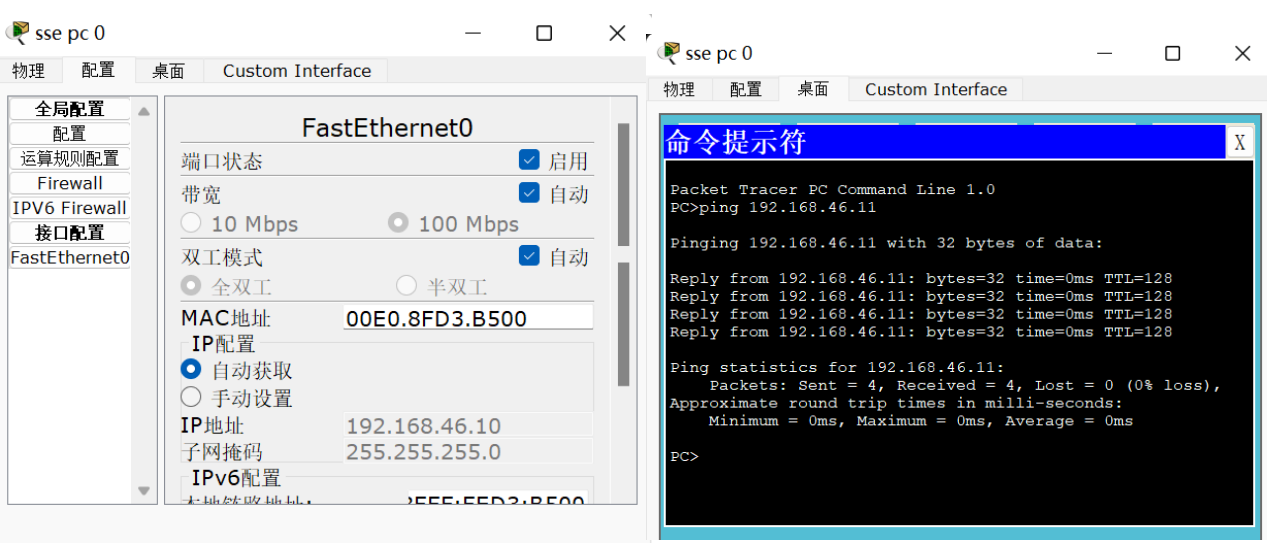 sse pc 0
物理 配置 桌面 Custom Interface
全局配置
配置
运算规则配置
Firewall
IPV6 Firewall
接口配置
FastEthernet0
FastEthernet0
端口状态 启用
带宽 自动
10 Mbps 100 Mbps
双工模式 自动
全双工 半双工
MAC地址 00E0.8FD3.B500
IP配置
自动获取
手动设置
IP地址 192.168.46.10
子网掩码 255.255.255.0
IPv6配置
本地链路地址: FFE:FED3:B500
sse pc 0
物理 配置 桌面 Custom Interface
命令提示符 X
Packet Tracer PC Command Line 1.0
PC>ping 192.168.46.11
Pinging 192.168.46.11 with 32 bytes of data:
Reply from 192.168.46.11: bytes=32 time=0ms TTL=128
Reply from 192.168.46.11: bytes=32 time=0ms TTL=128
Reply from 192.168.46.11: bytes=32 time=0ms TTL=128
Reply from 192.168.46.11: bytes=32 time=0ms TTL=128
Ping statistics for 192.168.46.11:
Packets: Sent = 4, Received = 4, Lost = 0 (0% loss),
Approximate round trip times in milli-seconds:
Minimum = 0ms, Maximum = 0ms, Average = 0ms
PC>